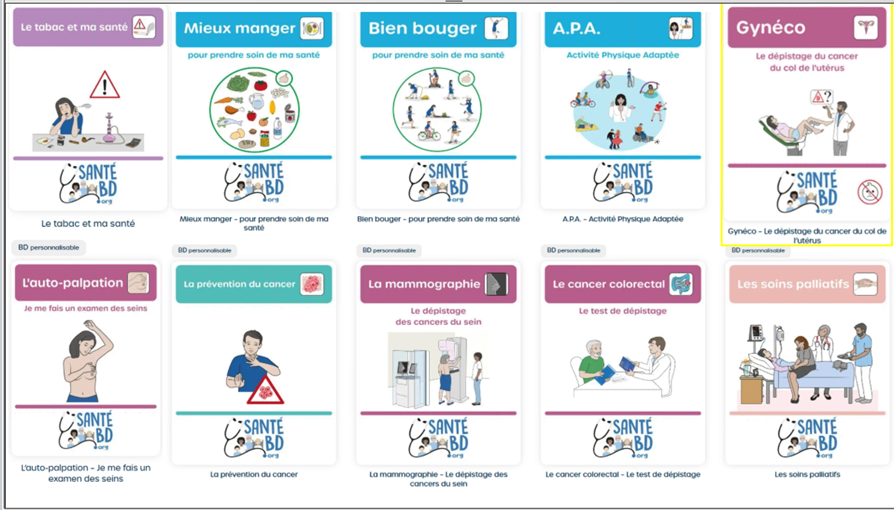 Le tabac et ma santé
SANTÉ
BD
.org
Le tabac et ma santé
Mieux manger
pour prendre soin de ma santé
SANTÉ
BD
.org
Mieux manger - pour prendre soin de ma
santé
Bien bouger
pour prendre soin de ma santé
SANTÉ
BD
.org
Bien bouger - pour prendre soin de ma santé
A.P.A.
Activité Physique Adaptée
SANTÉ
BD
.org
A.P.A. - Activité Physique Adaptée
Gynéco
Le dépistage du cancer
du col de l'utérus
?
SANTÉ
BD
.org
Gynéco - Le dépistage du cancer du col de
l'utérus
BD personnalisable
L'auto-palpation
Je me fais un examen des seins
SANTÉ
BD
.org
L'auto-palpation - Je me fais un
examen des seins
BD personnalisable
La prévention du cancer
SANTÉ
BD
.org
La prévention du cancer
BD personnalisable
La mammographie
Le dépistage
des cancers du sein
SANTÉ
BD
.org
La mammographie - Le dépistage des
cancers du sein
BD personnalisable
Le cancer colorectal
Le test de dépistage
SANTÉ
BD
.org
Le cancer colorectal - Le test de dépistage
BD personnalisable
Les soins palliatifs
SANTÉ
BD
.org
Les soins palliatifs